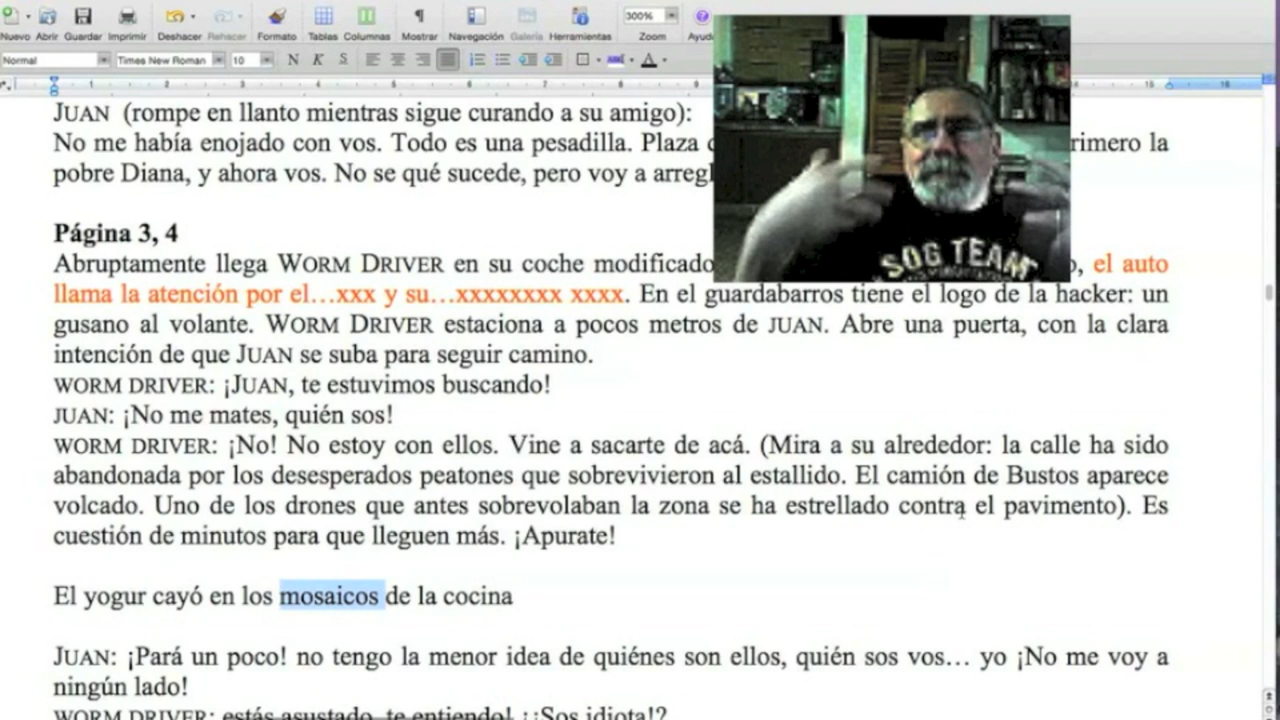 Nuevo Abrir Guardar Imprimir Deshacer Rehacer Formato Tablas Columnas Mostrar Navegación Galería Herramientas 300% Zoom
Normal Times New Roman 10 N K S
JUAN (rompe en llanto mientras sigue curando a su amigo):
No me había enojado con vos. Todo es una pesadilla. Plaza
rimero la
pobre Diana, y ahora vos. No se qué sucede, pero voy a
SOG TEAM
Página 3, 4
Abruptamente llega WORM DRIVER en su coche modificado
el auto
llama la atención por el…xxx y su…xxxxxxxx xxxx. En el guardabarros tiene el logo de la hacker: un
gusano al volante. WORM DRIVER estaciona a pocos metros de JUAN. Abre una puerta, con la clara
intención de que JUAN se suba para seguir camino.
WORM DRIVER: ¡JUAN, te estuvimos buscando!
JUAN: ¡No me mates, quién sos!
WORM DRIVER: ¡No! No estoy con ellos. Vine a sacarte de acá. (Mira a su alrededor: la calle ha sido
abandonada por los desesperados peatones que sobrevivieron al estallido. El camión de Bustos aparece
volcado. Uno de los drones que antes sobrevolaban la zona se ha estrellado contra el pavimento). Es
cuestión de minutos para que lleguen más. ¡Apurate!
El yogur cayó en los mosaicos de la cocina
JUAN: ¡Pará un poco! no tengo la menor idea de quiénes son ellos, quién sos vos… yo ¡No me voy a
ningún lado!
WORM DRIVER: estás asustado, te entiendo! ¡¿Sos idiota!?